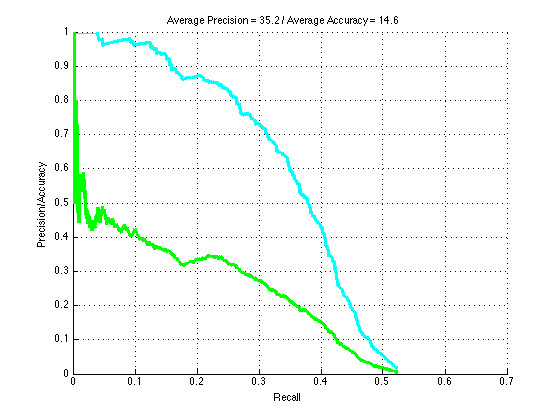 Average Precision = 35.2 / Average Accuracy = 14.6
1
0.9
0.8
0.7
0.6
0.5
0.4
0.3
0.2
0.1
0
Precision/Accuracy
0 0.1 0.2 0.3 0.4 0.5 0.6 0.7
Recall